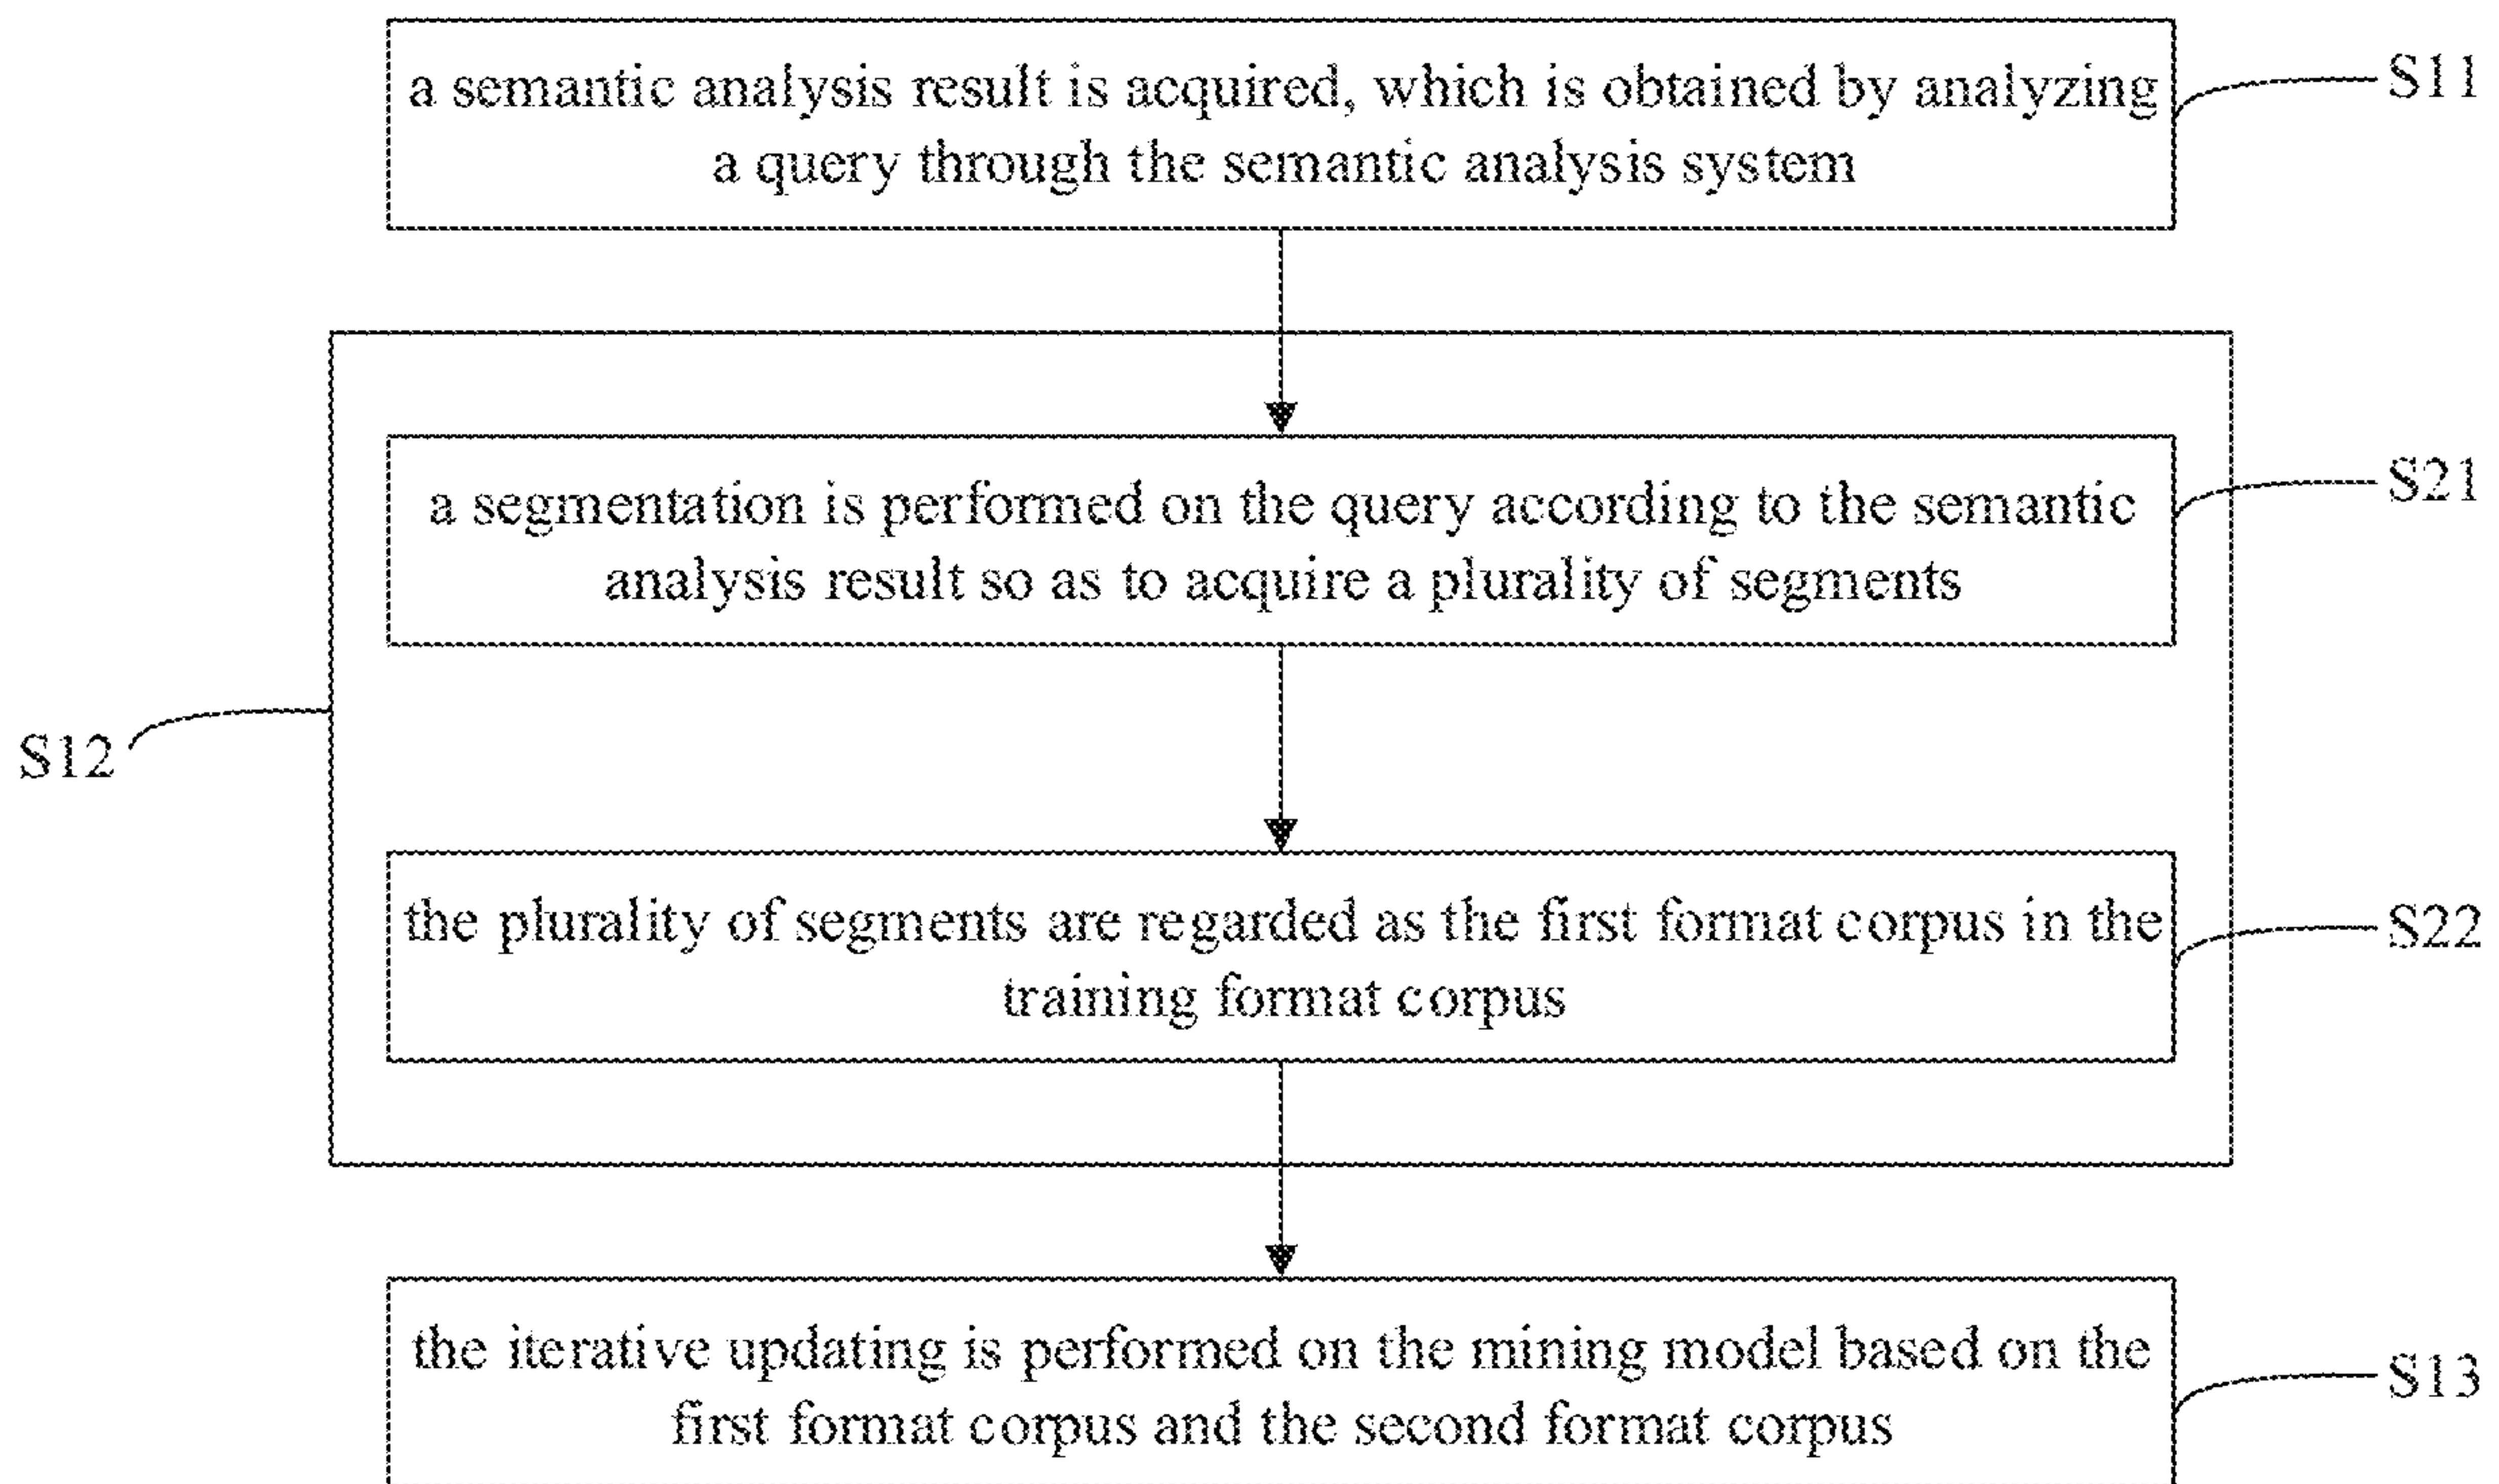 a semantic analysis result is acquired, which is obtained by analyzing
a query through the semantic analysis system
S11
a segmentation is performed on the query according to the semantic
analysis result so as to acquire a plurality of segments
S21
S12
the plurality of segments are regarded as the first format corpus in the
training format corpus
S22
the iterative updating is performed on the mining model based on the
first format corpus and the second format corpus
S13